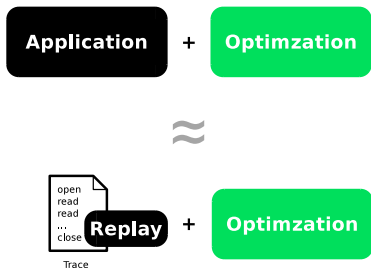 Application + Optimzation
≈
open
read
read
...
close
Replay + Optimzation
Trace